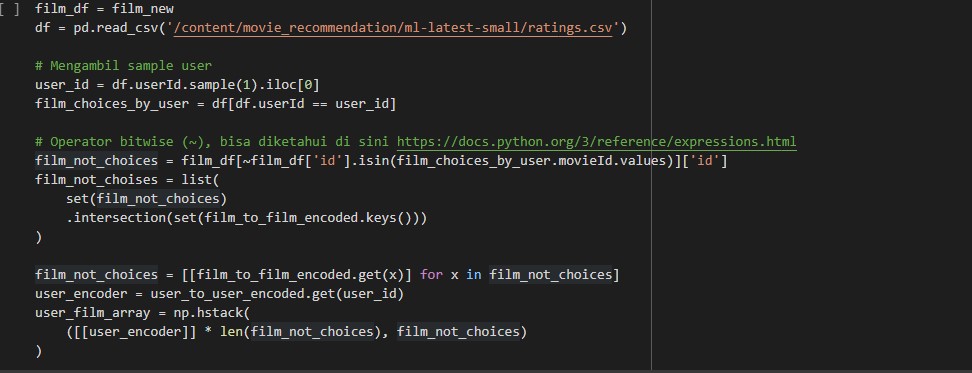 [ ] film_df = film_new
df = pd.read_csv('/content/movie_recommendation/ml-latest-small/ratings.csv')
# Mengambil sample user
user_id = df.userId.sample(1).iloc[0]
film_choices_by_user = df[df.userId == user_id]
# Operator bitwise (~), bisa diketahui di sini https://docs.python.org/3/reference/expressions.html
film_not_choices = film_df[~film_df['id'].isin(film_choices_by_user.movieId.values)]['id']
film_not_choises = list(
set(film_not_choices)
.intersection(set(film_to_film_encoded.keys()))
)
film_not_choices = [[film_to_film_encoded.get(x)] for x in film_not_choices]
user_encoder = user_to_user_encoded.get(user_id)
user_film_array = np.hstack(
([[user_encoder]] * len(film_not_choices), film_not_choices)
)